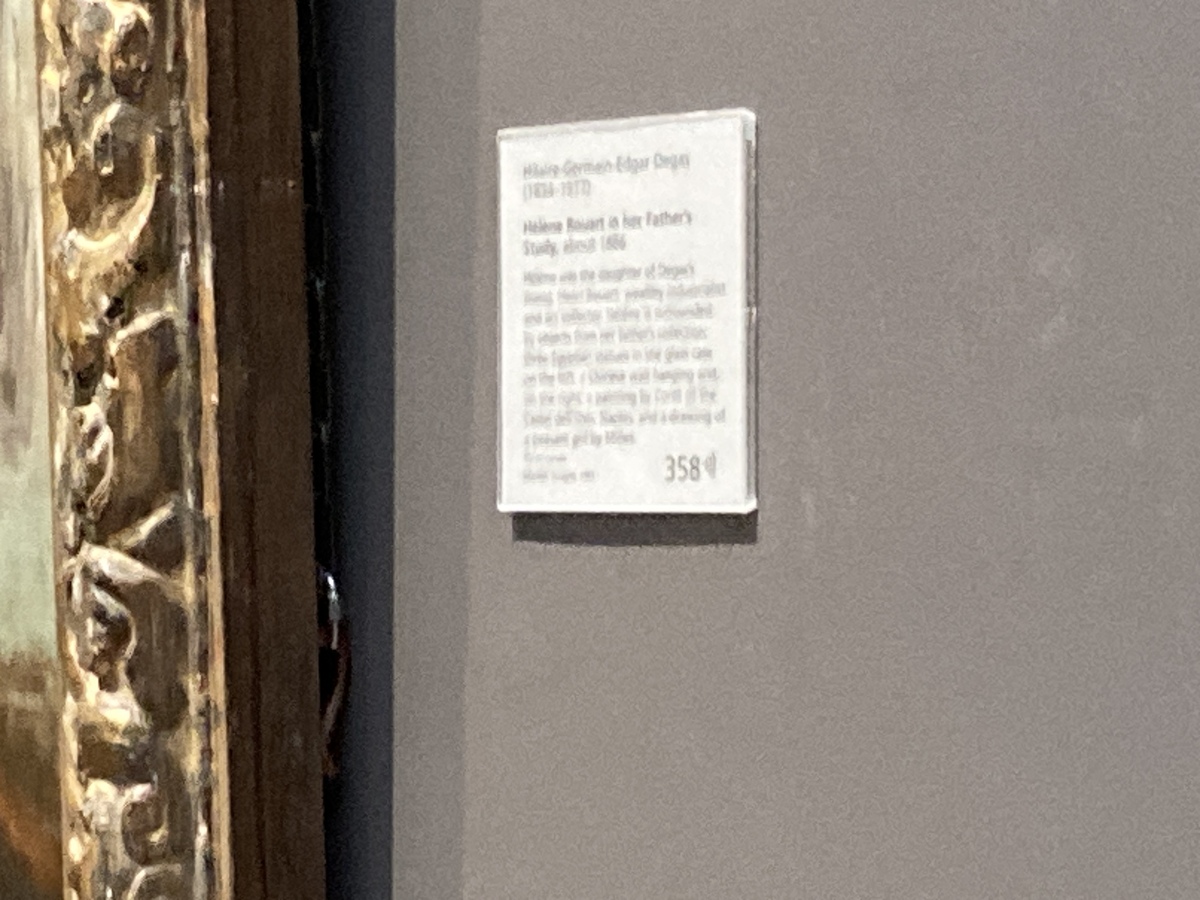 Hilaire-Germain-Edgar Degas
(1834–1917)
Hélène Rouart in her Father's
Study, about 1886
Hélène was the daughter of Degas's
friend, Henri Rouart, wealthy industrialist
and art collector. Hélène is surrounded
by objects from her father's collection:
three Egyptian statues in the glass case
on the left, a Chinese wall hanging and,
on the right, a painting by Corot of the
Castel dell'Ovo, Naples, and a drawing of
a peasant girl by Millet.
358